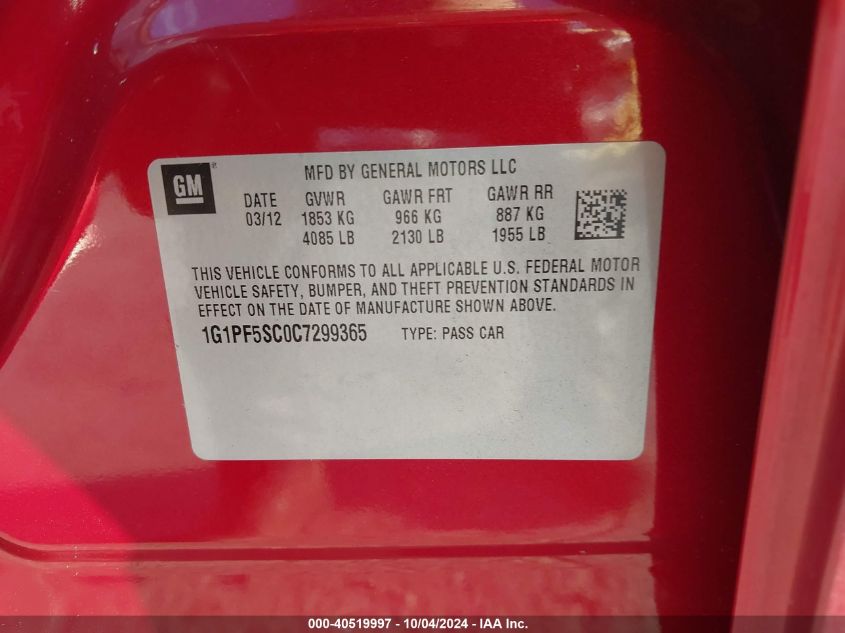 GM®
MFD BY GENERAL MOTORS LLC
DATE GVWR GAWR FRT GAWR RR
03/12 1853 KG 966 KG 887 KG
4085 LB 2130 LB 1955 LB
THIS VEHICLE CONFORMS TO ALL APPLICABLE U.S. FEDERAL MOTOR
VEHICLE SAFETY, BUMPER, AND THEFT PREVENTION STANDARDS IN
EFFECT ON THE DATE OF MANUFACTURE SHOWN ABOVE.
1G1PF5SC0C7299365 TYPE: PASS CAR
000-40519997 - 10/04/2024 - IAA Inc.